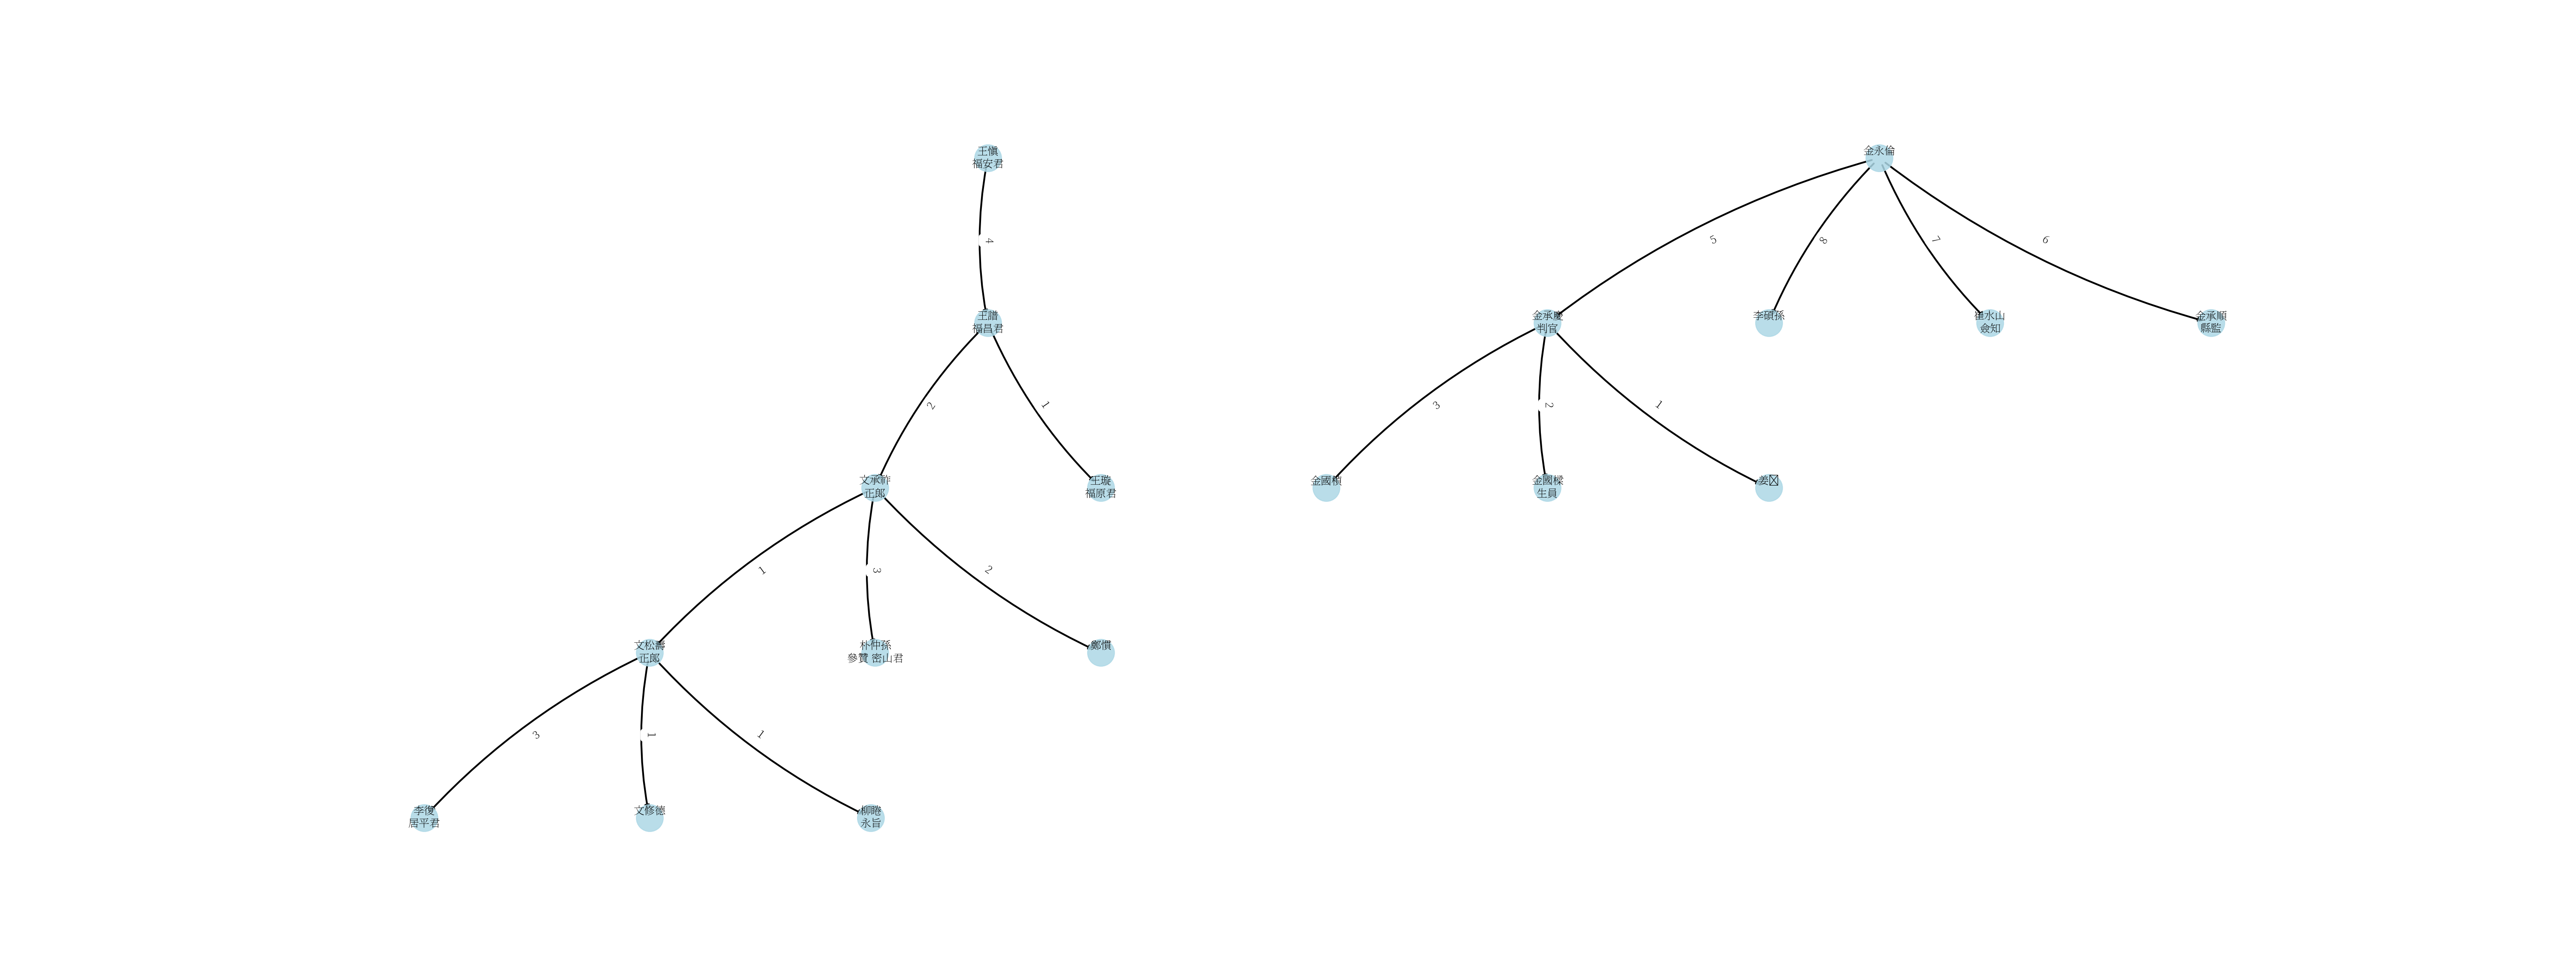 王愼
福安君
金永倫
4
5
8
7
6
王譜
福昌君
金承慶
判官
李碩孫
崔水山
僉知
金承順
縣監
2
1
3
2
1
文承祚
正郎
王璇
福原君
金國楨
金國樑
生員
姜
1
3
2
文松壽
正郎
朴仲孫
參贊 密山君
鄭慣
3
1
1
李復
居平君
文修德
柳睠
永旨